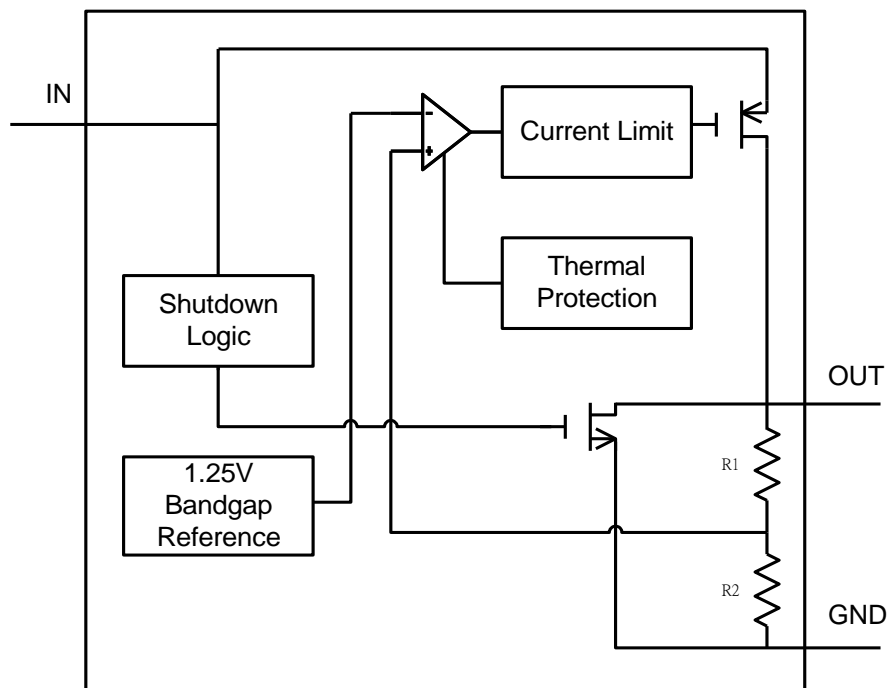 IN
-
+
Current Limit
Thermal
Protection
Shutdown
Logic
OUT
1.25V
Bandgap
Reference
R1
R2
GND